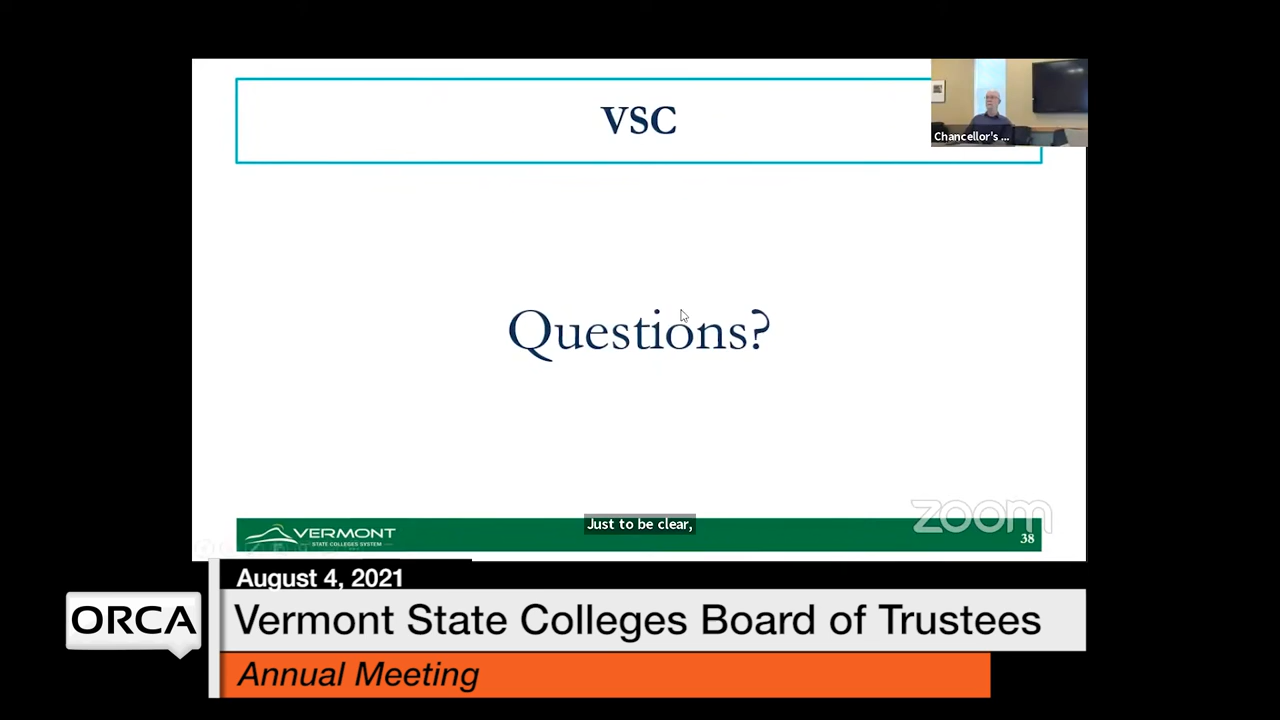 VSC
Chancellor's ...
Questions?
Just to be clear,
zoom
VERMONT
STATE COLLEGES SYSTEM
38
August 4, 2021
ORCA
Vermont State Colleges Board of Trustees
Annual Meeting